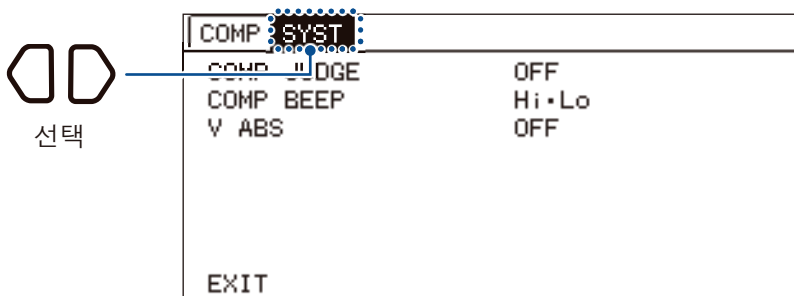 COMP SYST
COMP JUDGE OFF
COMP BEEP Hi•Lo
V ABS OFF
선택
EXIT